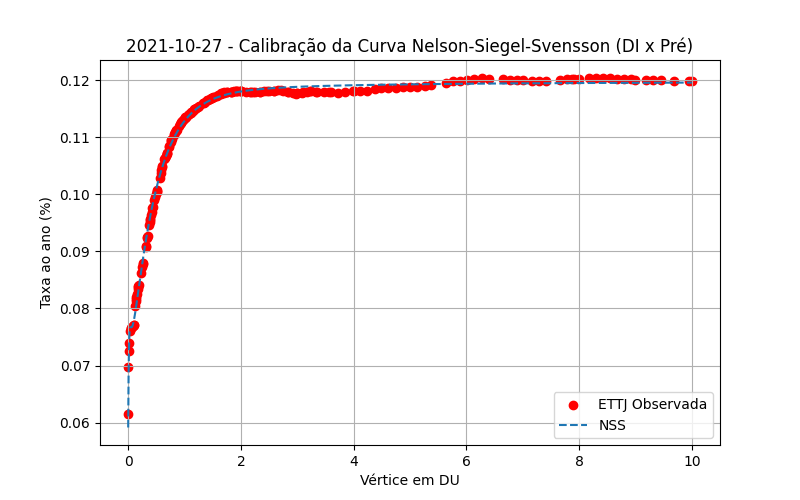 2021-10-27 - Calibração da Curva Nelson-Siegel-Svensson (DI x Pré)
Taxa ao ano (%)
0.12
0.11
0.10
0.09
0.08
0.07
0.06
ETTJ Observada
NSS
0 2 4 6 8 10
Vértice em DU